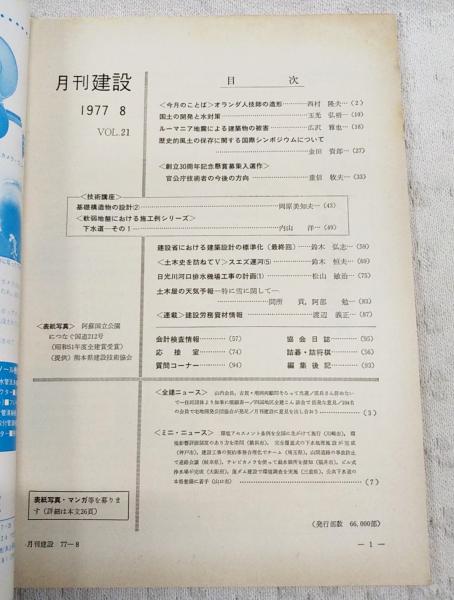 月刊建設
1977 8
VOL.21
目 次
<今月のことば>オランダ人技師の造形…………西村 隆夫…(2)
国土の開発と水対策……………玉光 弘明…(10)
ルーマニア地震による建築物の被害…………広沢 雅也…(18)
歴史的風土の保存に関する国際シンポジウムについて
……………金田 資郎…(27)
<創立30周年記念懸賞募集入選作>
官公庁技術者の今後の方向……………重信 牧夫…(33)
<技術講座>
基礎構造物の設計②……………岡原美知夫…(43)
<軟弱地盤における施工例シリーズ>
下水道―その1……………内山 洋…(49)
建設省における建築設計の標準化(最終回)……鈴木 弘志…(59)
<土木史を訪ねてⅤ>スエズ運河⑤……………鈴木 恒夫…(69)
日光川河口排水機場工事の計画(1)……………松山 敏治…(75)
土木屋の天気予報―特に雪に関して―
……………間所 貢,阿部 勉…(83)
<連載>建設労務資材情報……………渡辺 義正…(87)
会計検査情報…………(57)
協会日誌…………(95)
応接室…………(74)
詰碁・詰将棋…………(56)
質問コーナー…………(94)
編集後記…………(93)
<表紙写真> 阿蘇国立公園
につなぐ国道212号
(昭和51年度全建賞受賞)
(提供)熊本県建設技術協会
<全建ニュース>
(3)
<ミニ・ニュース>
(7)
表紙写真・マンガ等を募りま
す(詳細は本文26頁)
(発行部数 66,000部)
月刊建設 77―8
― 1 ―